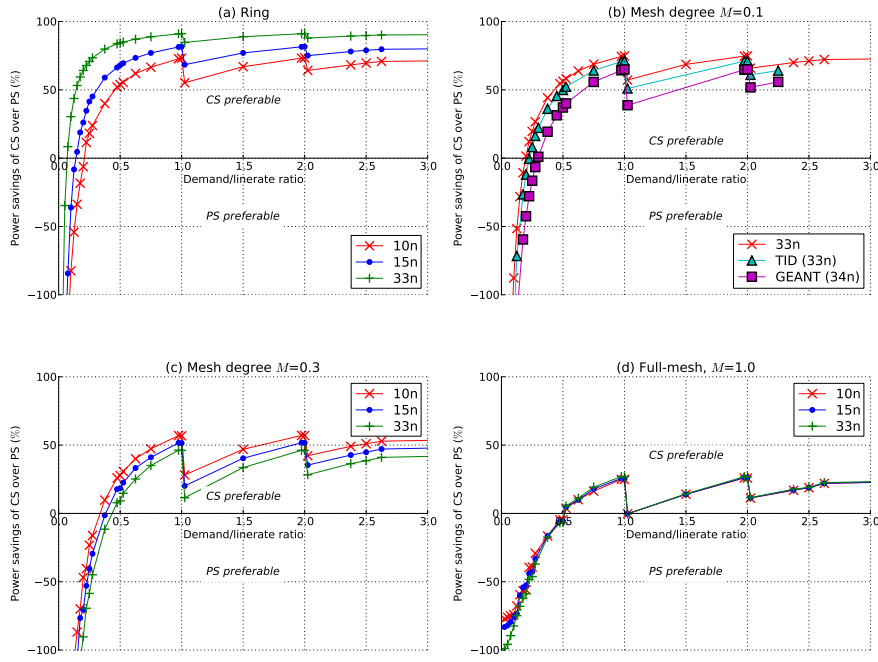 (a) Ring
Power savings of CS over PS (%)
100
50
0
−50
−100
0.0 0.5 1.0 1.5 2.0 2.5 3.0
Demand/linerate ratio
CS preferable
PS preferable
10n
15n
33n
(b) Mesh degree M=0.1
Power savings of CS over PS (%)
100
50
0
−50
−100
0.0 0.5 1.0 1.5 2.0 2.5 3.0
Demand/linerate ratio
CS preferable
PS preferable
33n
TID (33n)
GEANT (34n)
(c) Mesh degree M=0.3
Power savings of CS over PS (%)
100
50
0
−50
−100
0.0 0.5 1.0 1.5 2.0 2.5 3.0
Demand/linerate ratio
CS preferable
PS preferable
10n
15n
33n
(d) Full-mesh, M=1.0
Power savings of CS over PS (%)
100
50
0
−50
−100
0.0 0.5 1.0 1.5 2.0 2.5 3.0
Demand/linerate ratio
CS preferable
PS preferable
10n
15n
33n